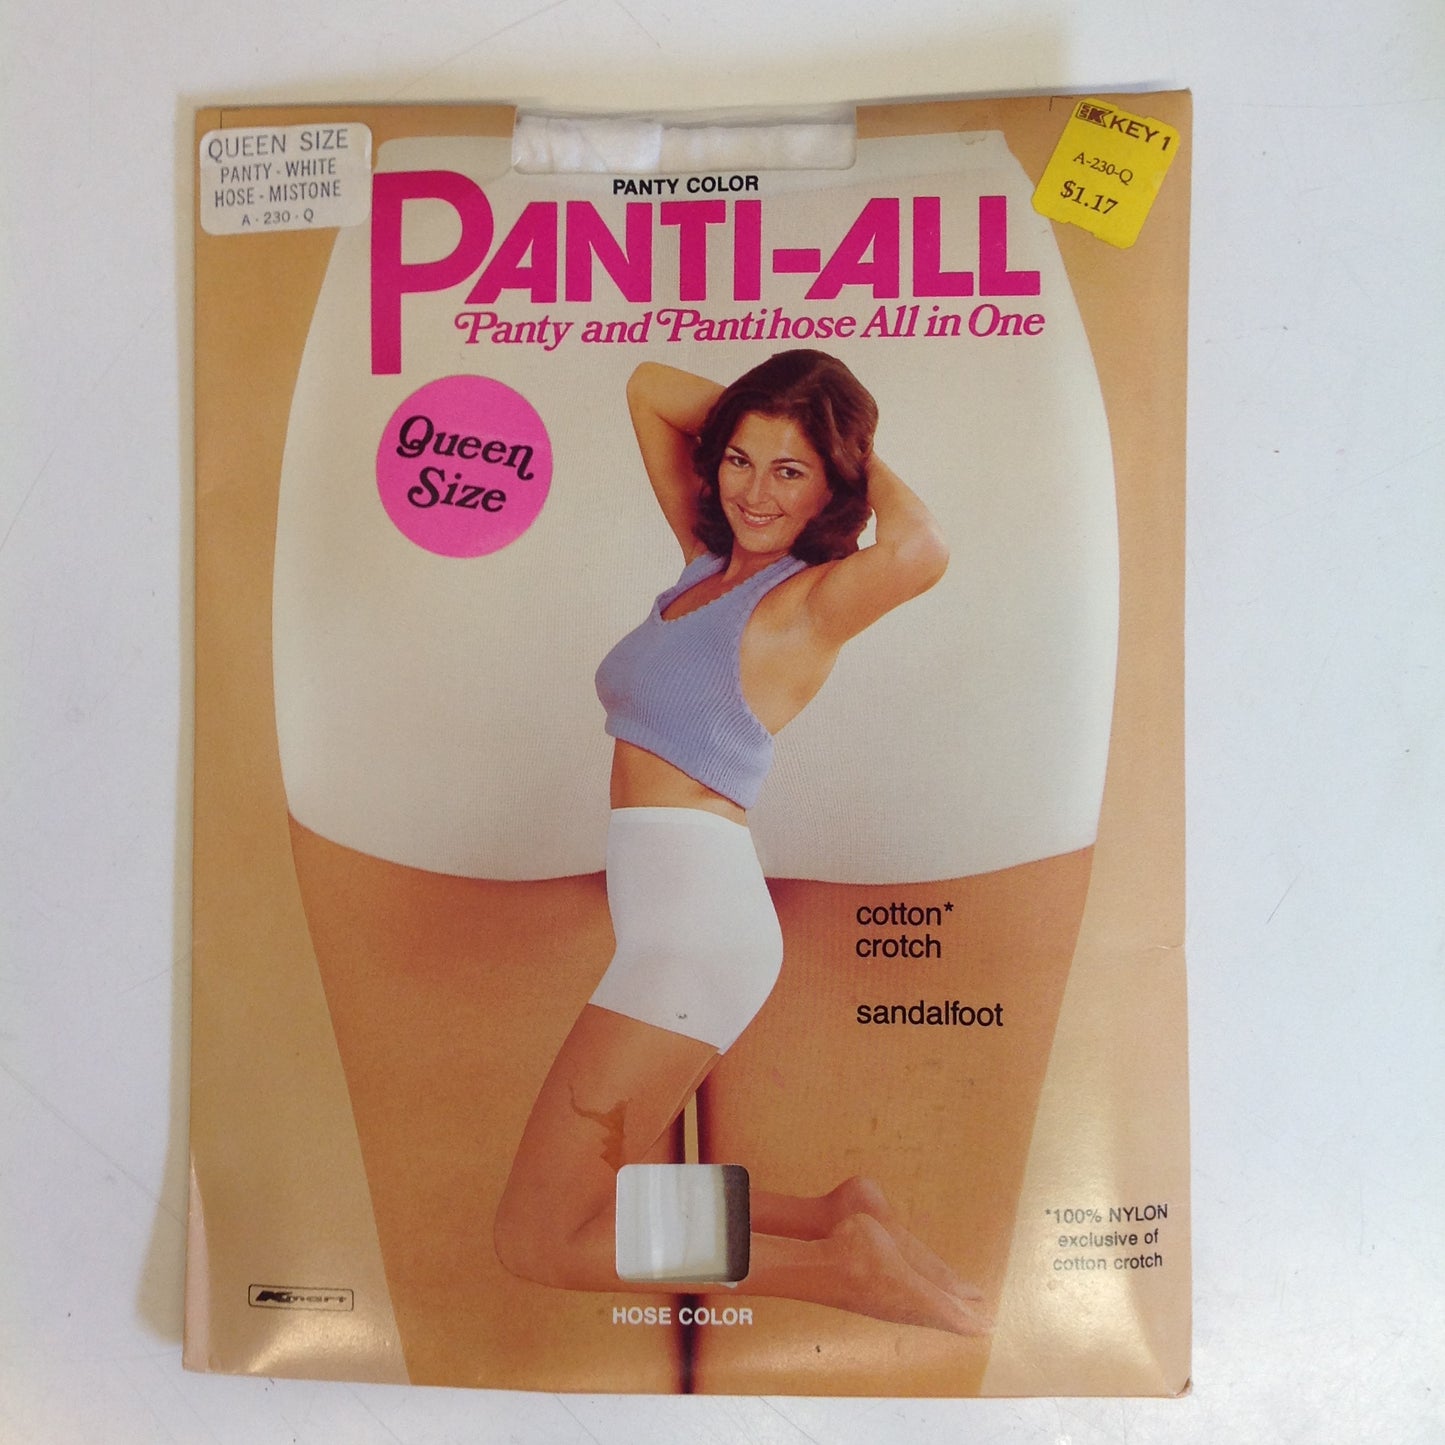 QUEEN SIZE
PANTY - WHITE
HOSE - MISTONE
A - 230 - Q
KEY 1
A-230-Q
$1.17
PANTY COLOR
PANTI-ALL
Panty and Pantihose All in One
Queen
Size
cotton*
crotch
sandalfoot
*100% NYLON
exclusive of
cotton crotch
Kmart
HOSE COLOR